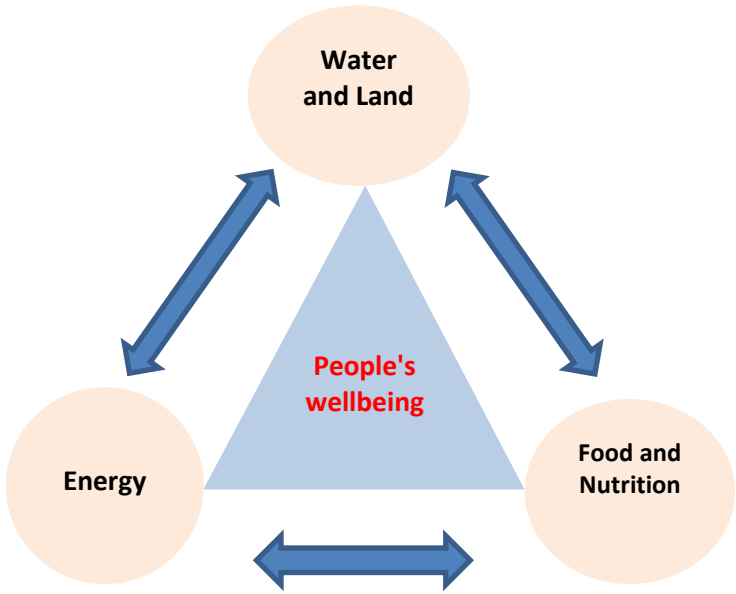 Water
and Land
People's
wellbeing
Energy
Food and
Nutrition